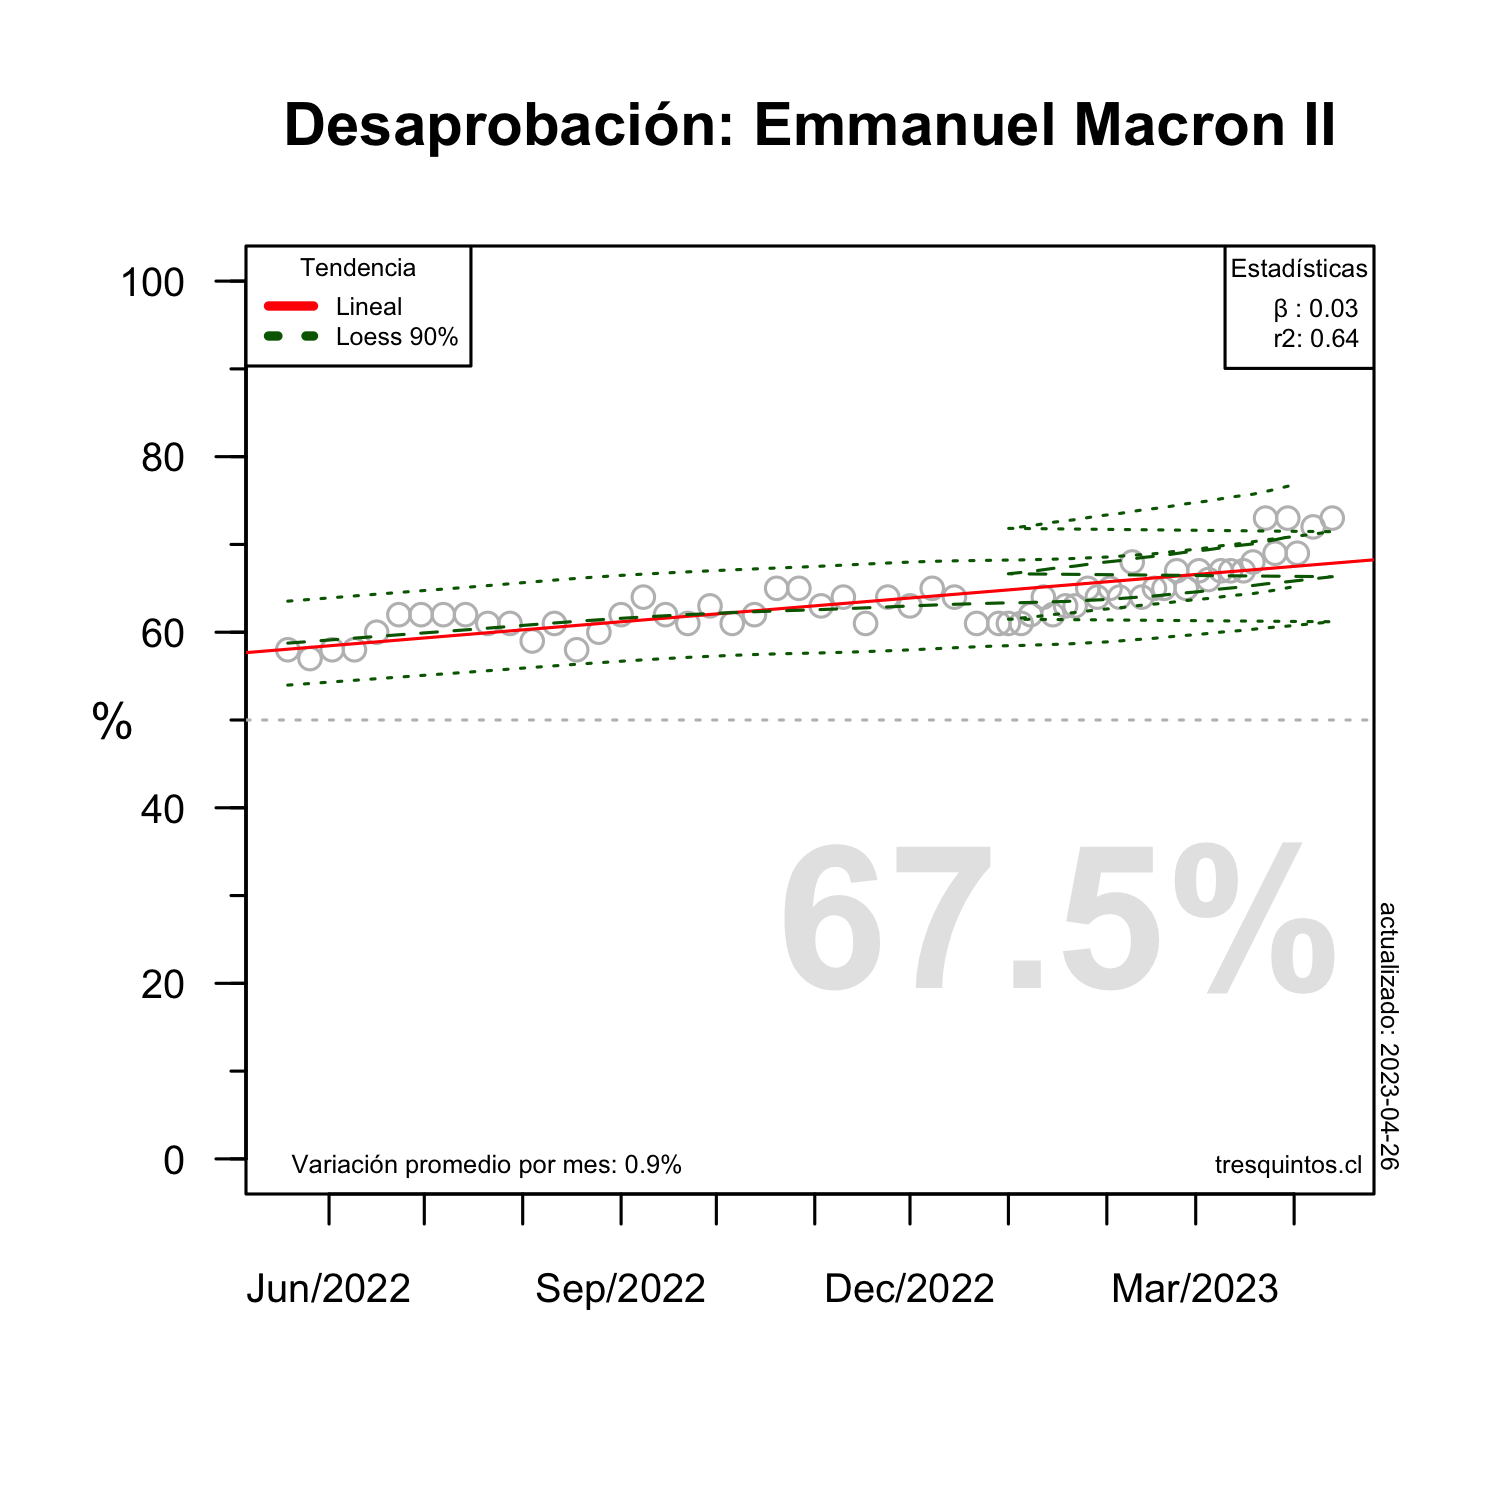 Desaprobación: Emmanuel Macron II
Tendencia
Lineal
Loess 90%
Estadísticas
β : 0.03
r2: 0.64
100
80
60
%
40
20
0
67.5%
actualizado: 2023-04-26
Variación promedio por mes: 0.9%
tresquintos.cl
Jun/2022
Sep/2022
Dec/2022
Mar/2023